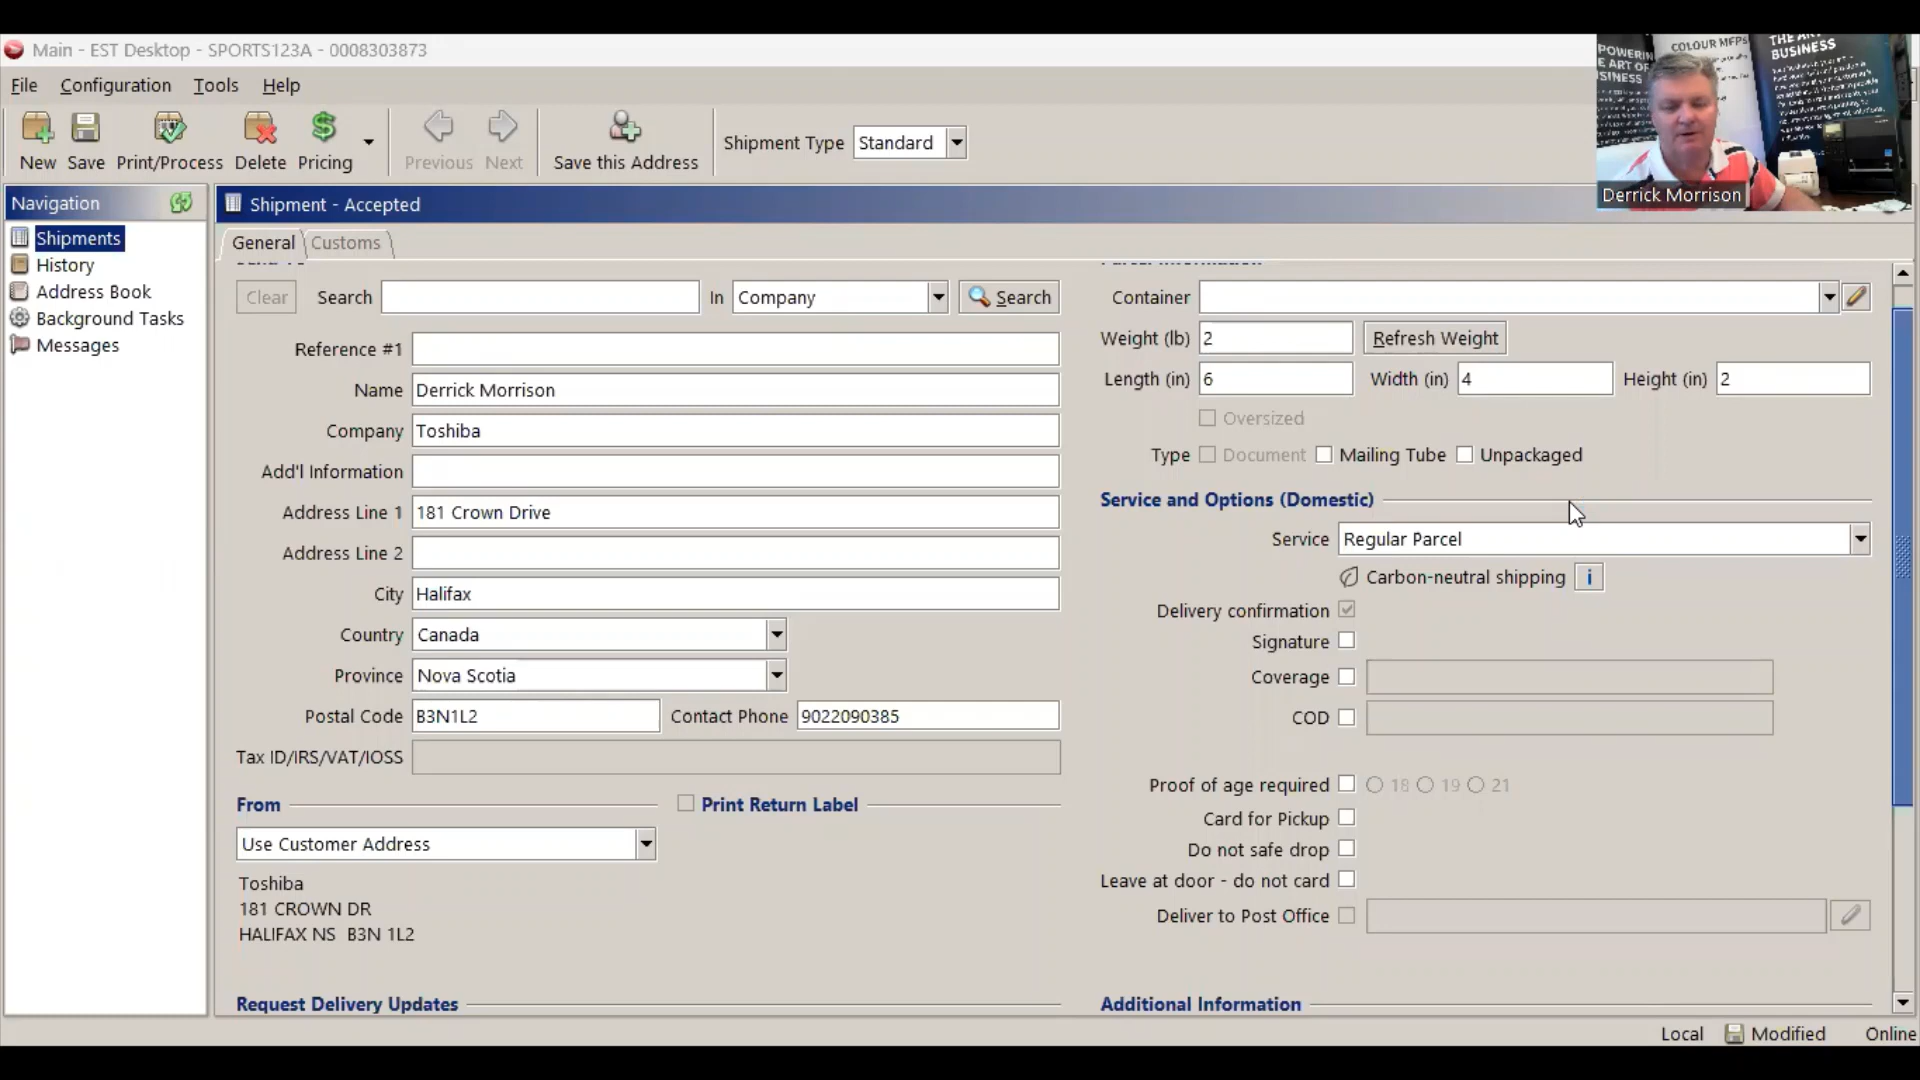 Main - EST Desktop - SPORTS123A - 0008303873
File Configuration Tools Help
New Save Print/Process Delete Pricing Previous Next Save this Address Shipment Type Standard
COLOUR MFPs
THE ART
BUSINESS
Derrick Morrison
Navigation
Shipments
History
Address Book
Background Tasks
Messages
Shipment - Accepted
General Customs
Clear Search In Company Search
Reference #1
Name Derrick Morrison
Company Toshiba
Add'l Information
Address Line 1 181 Crown Drive
Address Line 2
City Halifax
Country Canada
Province Nova Scotia
Postal Code B3N1L2 Contact Phone 9022090385
Tax ID/IRS/VAT/IOSS
From Print Return Label
Use Customer Address
Toshiba
181 CROWN DR
HALIFAX NS B3N 1L2
Request Delivery Updates
Container
Weight (lb) 2 Refresh Weight
Length (in) 6 Width (in) 4 Height (in) 2
Oversized
Type Document Mailing Tube Unpackaged
Service and Options (Domestic)
Service Regular Parcel
Carbon-neutral shipping i
Delivery confirmation
Signature
Coverage
COD
Proof of age required 18 19 21
Card for Pickup
Do not safe drop
Leave at door - do not card
Deliver to Post Office
Additional Information
Local Modified Online